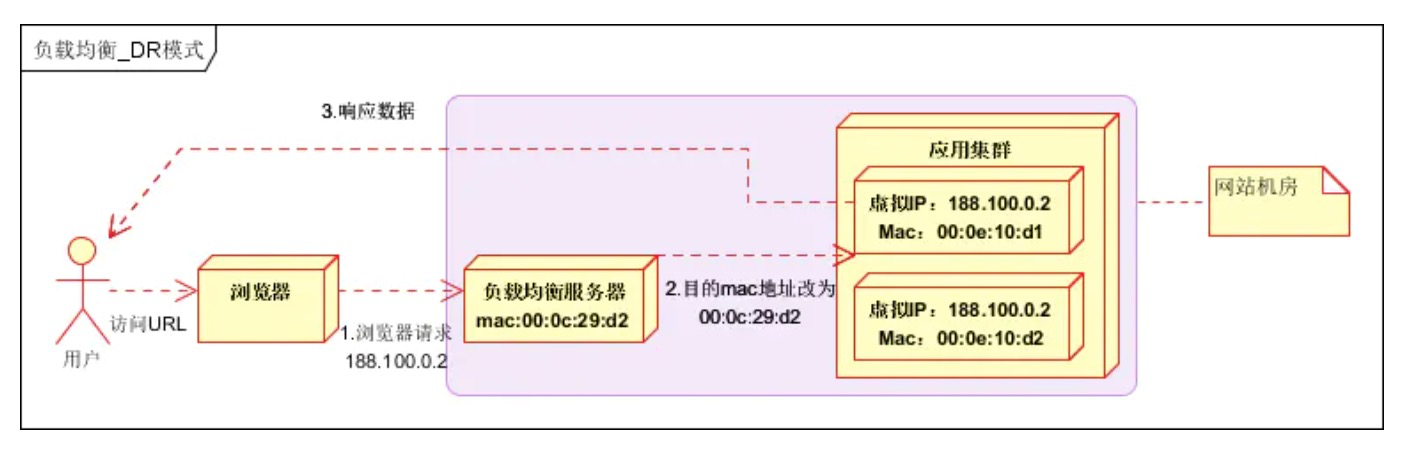 负载均衡_DR模式
3.响应数据
应用集群
虚拟IP：188.100.0.2
Mac：00:0e:10:d1
网站机房
浏览器
负载均衡服务器
mac:00:0c:29:d2
2.目的mac地址改为
00:0c:29:d2
虚拟IP：188.100.0.2
Mac：00:0e:10:d2
访问URL
1.浏览器请求
188.100.0.2
用户